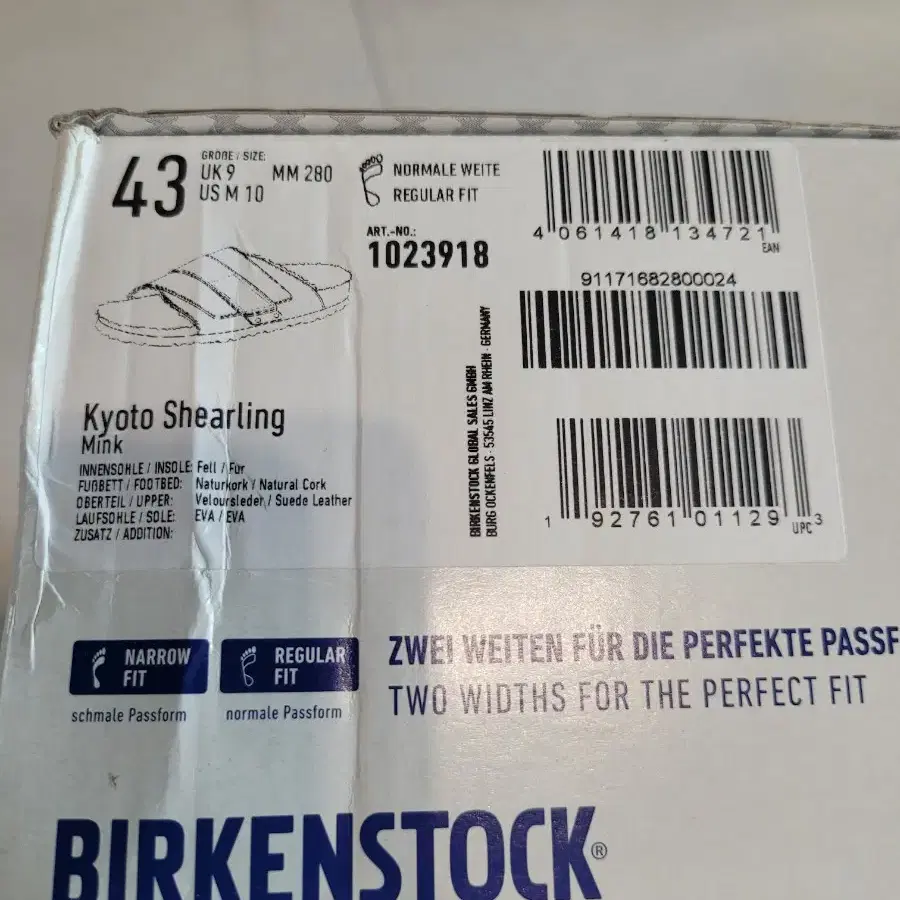 43
GRÖßE / SIZE:
UK 9 MM 280
US M 10
NORMALE WEITE
REGULAR FIT
ART.-NO.:
1023918
4 061418 134721
EAN
91171682800024
BIRKENSTOCK GLOBAL SALES GMBH
BURG OCKENFELS · 53545 LINZ AM RHEIN · GERMANY
Kyoto Shearling
Mink
INNENSOHLE / INSOLE: Fell / Fur
FUßBETT / FOOTBED: Naturkork / Natural Cork
OBERTEIL / UPPER: Veloursleder / Suede Leather
LAUFSOHLE / SOLE: EVA / EVA
ZUSATZ / ADDITION:
1 92761 01129 3
UPC
NARROW
FIT
schmale Passform
REGULAR
FIT
normale Passform
ZWEI WEITEN FÜR DIE PERFEKTE PASSF
TWO WIDTHS FOR THE PERFECT FIT
BIRKENSTOCK®